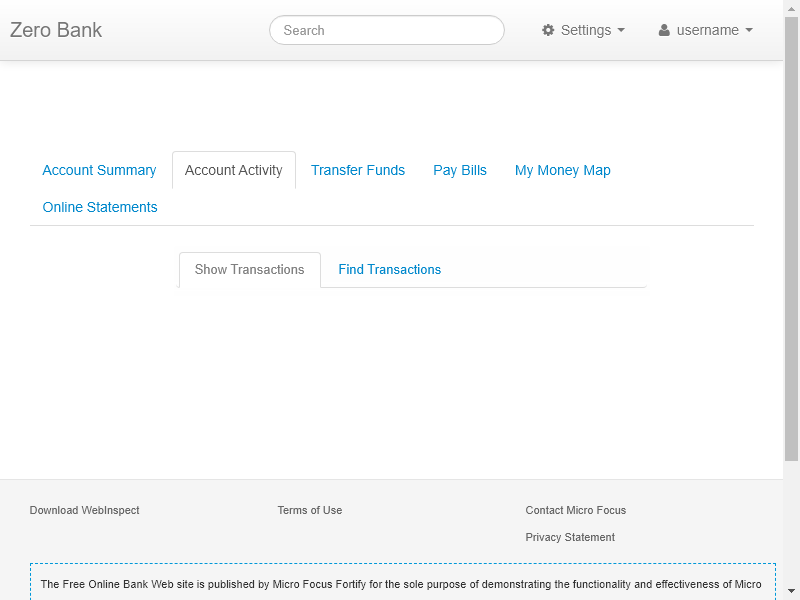 Zero Bank
Search
Settings
username
Account Summary
Account Activity
Transfer Funds
Pay Bills
My Money Map
Online Statements
Show Transactions
Find Transactions
Download WebInspect
Terms of Use
Contact Micro Focus
Privacy Statement
The Free Online Bank Web site is published by Micro Focus Fortify for the sole purpose of demonstrating the functionality and effectiveness of Micro